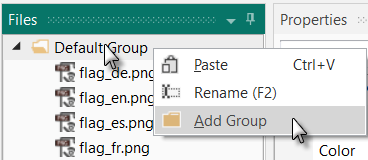 Files
Properties
Default Group
flag_de.png
flag_en.png
flag_es.png
flag_fr.png
Paste Ctrl+V
Rename (F2)
Add Group
Color